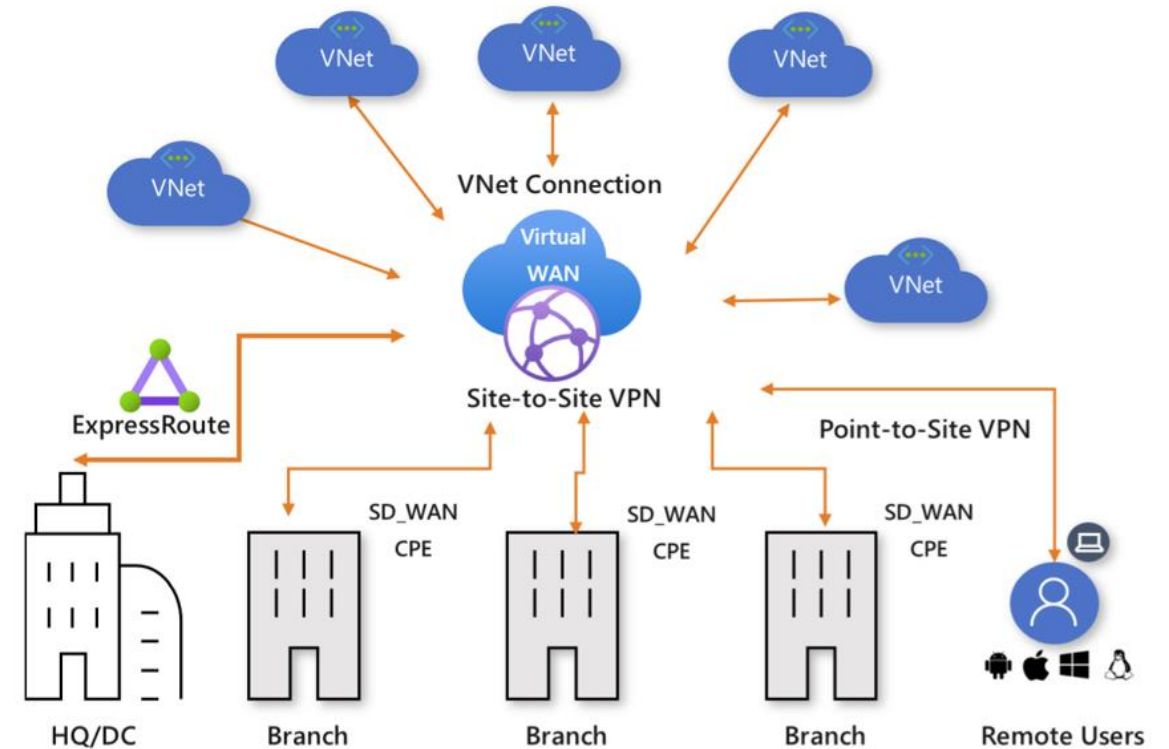 VNet
VNet
VNet
VNet
VNet Connection
Virtual
WAN
VNet
Site-to-Site VPN
ExpressRoute
Point-to-Site VPN
SD_WAN
CPE
SD_WAN
CPE
SD_WAN
CPE
HQ/DC
Branch
Branch
Branch
Remote Users